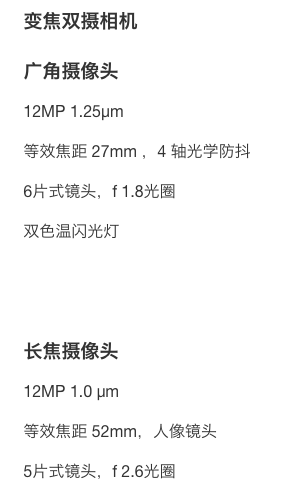 变焦双摄相机
广角摄像头
12MP 1.25μm
等效焦距 27mm ，4 轴光学防抖
6片式镜头，f 1.8光圈
双色温闪光灯
长焦摄像头
12MP 1.0 μm
等效焦距 52mm，人像镜头
5片式镜头，f 2.6光圈